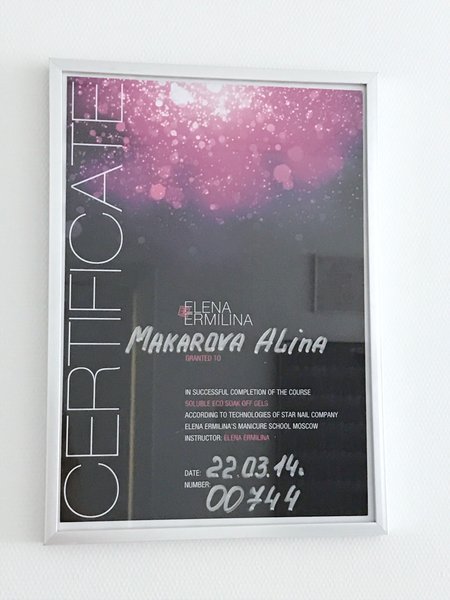 CERTIFICATE
ELENA
ERMILINA
MAKAROVA ALINA
GRANTED TO
IN SUCCESSFUL COMPLETION OF THE COURSE
SOLUBLE ECO SOAK OFF GELS
ACCORDING TO TECHNOLOGIES OF STAR NAIL COMPANY
ELENA ERMILINA'S MANICURE SCHOOL MOSCOW
INSTRUCTOR: ELENA ERMILINA
DATE: 22.03.14.
NUMBER: 00744